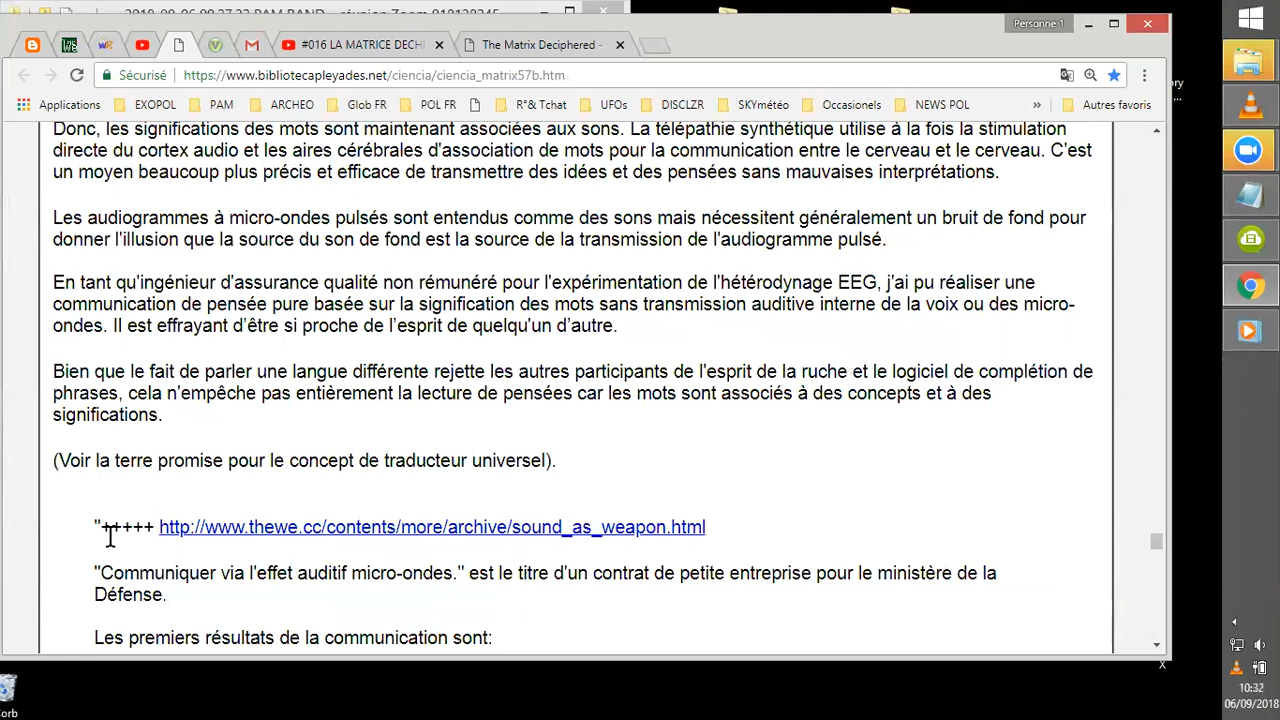 2018-09-06 09:27:32 PAM BAND - réunion Zoom 919139245
Personne 1
#016 LA MATRICE DECHI
The Matrix Deciphered -
Sécurisé
https://www.bibliotecapleyades.net/ciencia/ciencia_matrix57b.htm
Applications EXOPOL PAM ARCHEO Glob FR POL FR R°& Tchat UFOs DISCLZR SKYmétéo Occasionels NEWS POL » Autres favoris
Donc, les significations des mots sont maintenant associées aux sons. La télépathie synthétique utilise à la fois la stimulation
directe du cortex audio et les aires cérébrales d'association de mots pour la communication entre le cerveau et le cerveau. C'est
un moyen beaucoup plus précis et efficace de transmettre des idées et des pensées sans mauvaises interprétations.
Les audiogrammes à micro-ondes pulsés sont entendus comme des sons mais nécessitent généralement un bruit de fond pour
donner l'illusion que la source du son de fond est la source de la transmission de l'audiogramme pulsé.
En tant qu'ingénieur d'assurance qualité non rémunéré pour l'expérimentation de l'hétérodynage EEG, j'ai pu réaliser une
communication de pensée pure basée sur la signification des mots sans transmission auditive interne de la voix ou des micro-
ondes. Il est effrayant d’être si proche de l’esprit de quelqu'un d’autre.
Bien que le fait de parler une langue différente rejette les autres participants de l'esprit de la ruche et le logiciel de complétion de
phrases, cela n’empêche pas entièrement la lecture de pensées car les mots sont associés à des concepts et à des
significations.
(Voir la terre promise pour le concept de traducteur universel).
"+++++ http://www.thewe.cc/contents/more/archive/sound_as_weapon.html
"Communiquer via l'effet auditif micro-ondes." est le titre d'un contrat de petite entreprise pour le ministère de la
Défense.
Les premiers résultats de la communication sont:
ory
...
Corb
10:32
06/09/2018